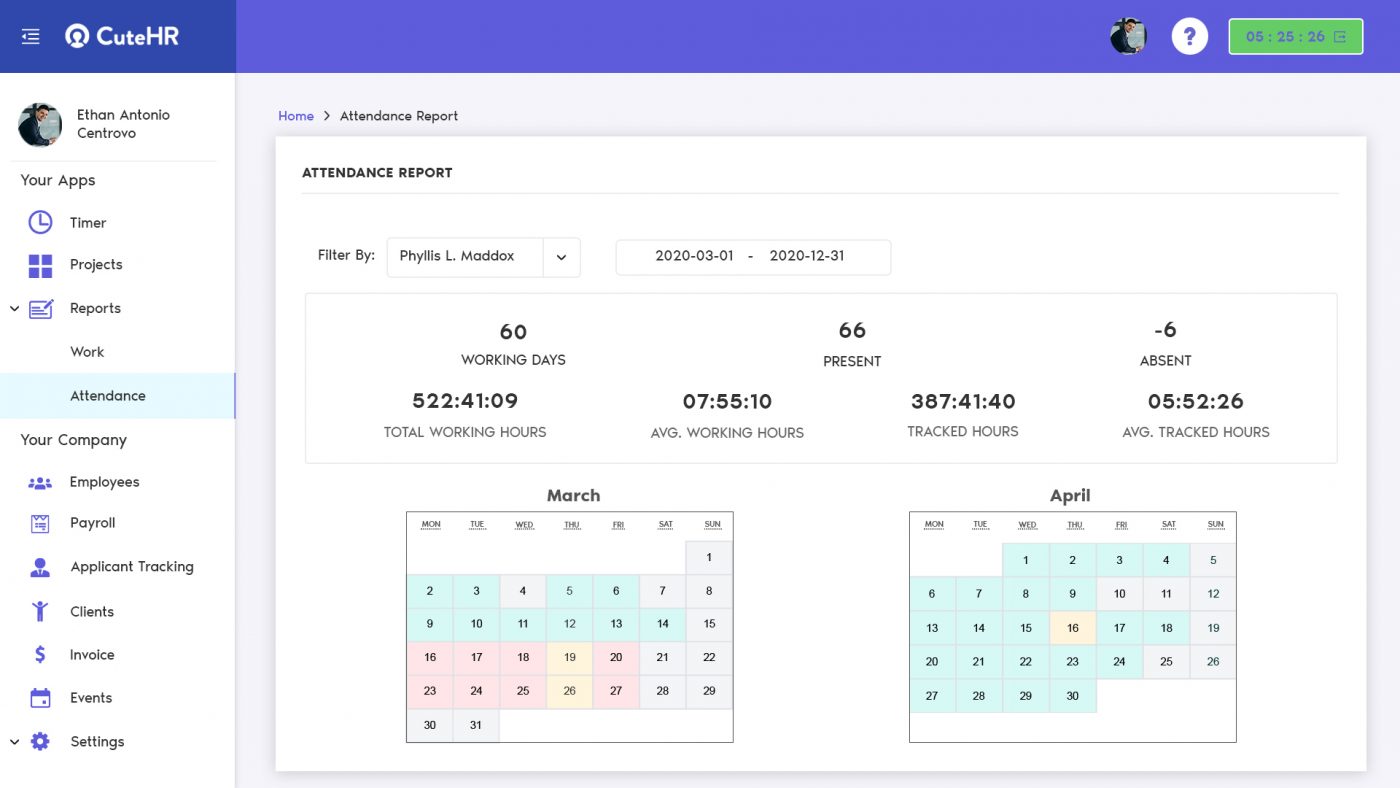 CuteHR
?
05 : 25 : 26
Ethan Antonio
Centrovo
Your Apps
Timer
Projects
Reports
Work
Attendance
Your Company
Employees
Payroll
Applicant Tracking
Clients
$ Invoice
Events
Settings
Home > Attendance Report
ATTENDANCE REPORT
Filter By: Phyllis L. Maddox 2020-03-01 - 2020-12-31
60 66 -6
WORKING DAYS PRESENT ABSENT
522:41:09 07:55:10 387:41:40 05:52:26
TOTAL WORKING HOURS AVG. WORKING HOURS TRACKED HOURS AVG. TRACKED HOURS
March
MON TUE WED THU FRI SAT SUN
1
2 3 4 5 6 7 8
9 10 11 12 13 14 15
16 17 18 19 20 21 22
23 24 25 26 27 28 29
30 31
April
MON TUE WED THU FRI SAT SUN
1 2 3 4 5
6 7 8 9 10 11 12
13 14 15 16 17 18 19
20 21 22 23 24 25 26
27 28 29 30